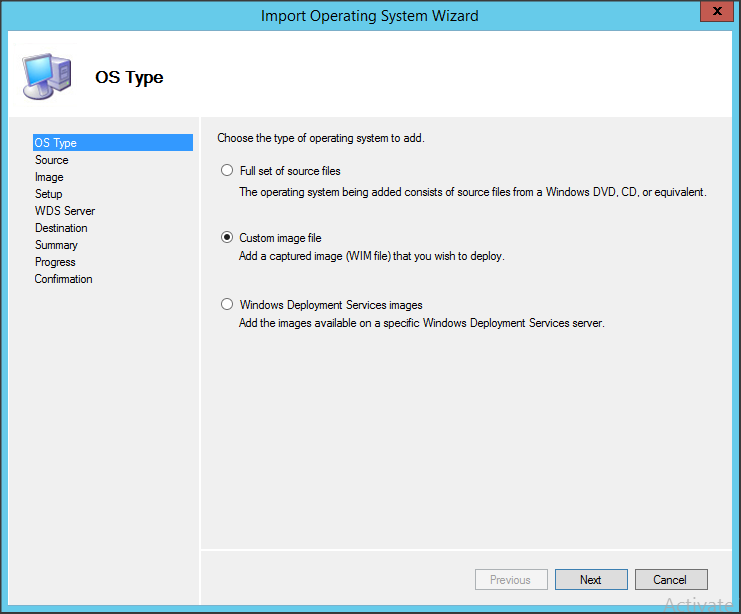 Import Operating System Wizard
OS Type
OS Type
Source
Image
Setup
WDS Server
Destination
Summary
Progress
Confirmation
Choose the type of operating system to add.
Full set of source files
The operating system being added consists of source files from a Windows DVD, CD, or equivalent.
Custom image file
Add a captured image (WIM file) that you wish to deploy.
Windows Deployment Services images
Add the images available on a specific Windows Deployment Services server.
Previous
Next
Cancel
Activate